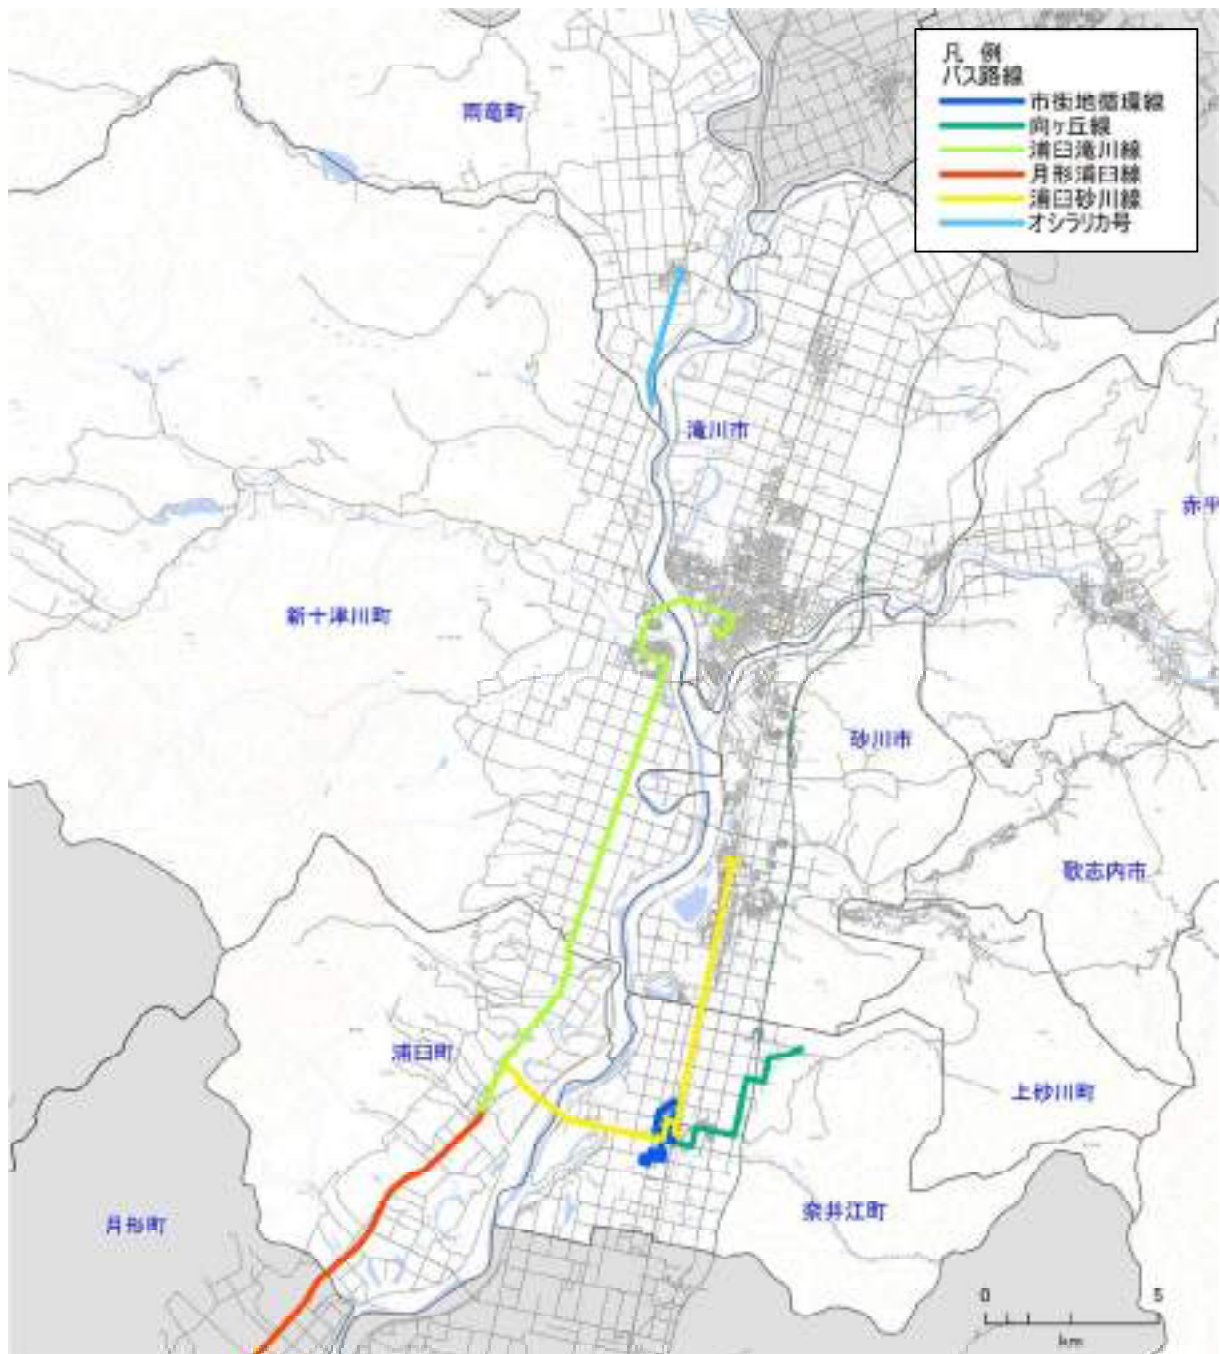 凡 例
バス路線
市街地循環線
向ヶ丘線
浦臼滝川線
月形浦臼線
浦臼砂川線
オシラリカ号
雨竜町
滝川市
赤平
新十津川町
砂川市
歌志内市
浦臼町
上砂川町
奈井江町
月形町
0 5
km